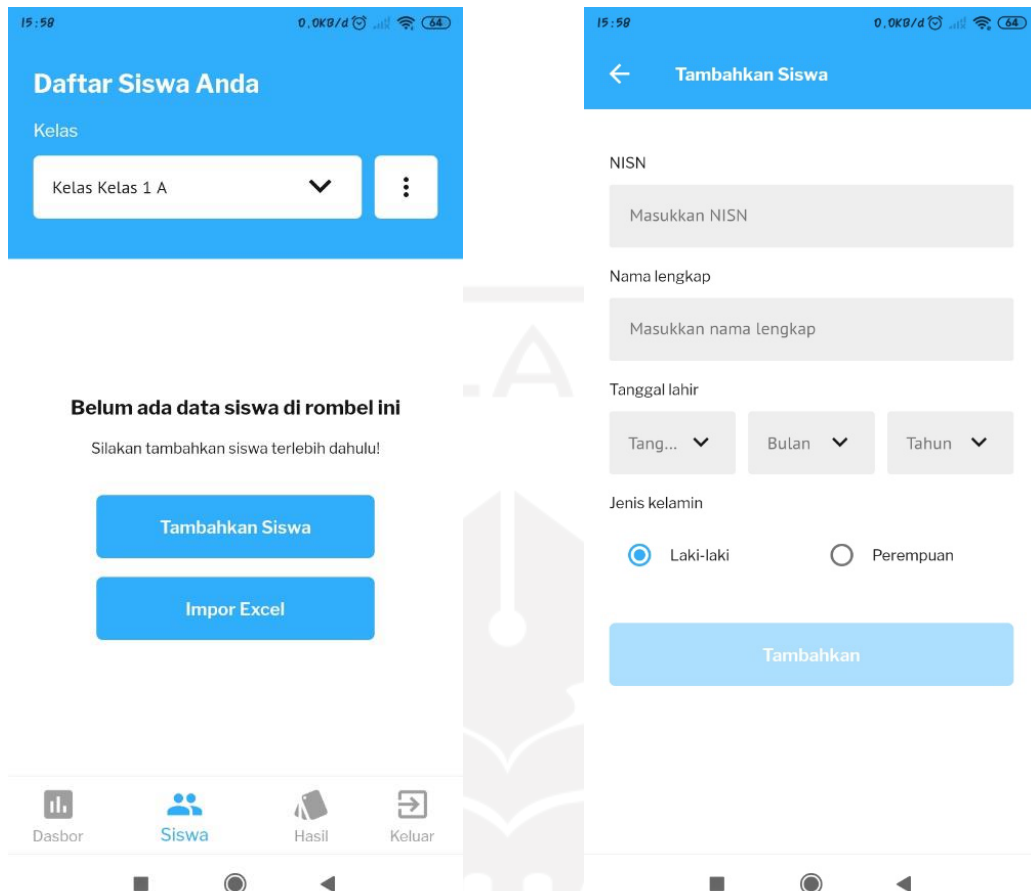 15:58 0,0KB/d 64
Daftar Siswa Anda
Kelas
Kelas Kelas 1 A
Belum ada data siswa di rombel ini
Silakan tambahkan siswa terlebih dahulu!
Tambahkan Siswa
Impor Excel
Dasbor Siswa Hasil Keluar
15:58 0,0KB/d 64
Tambahkan Siswa
NISN
Masukkan NISN
Nama lengkap
Masukkan nama lengkap
Tanggal lahir
Tang... Bulan Tahun
Jenis kelamin
Laki-laki Perempuan
Tambahkan